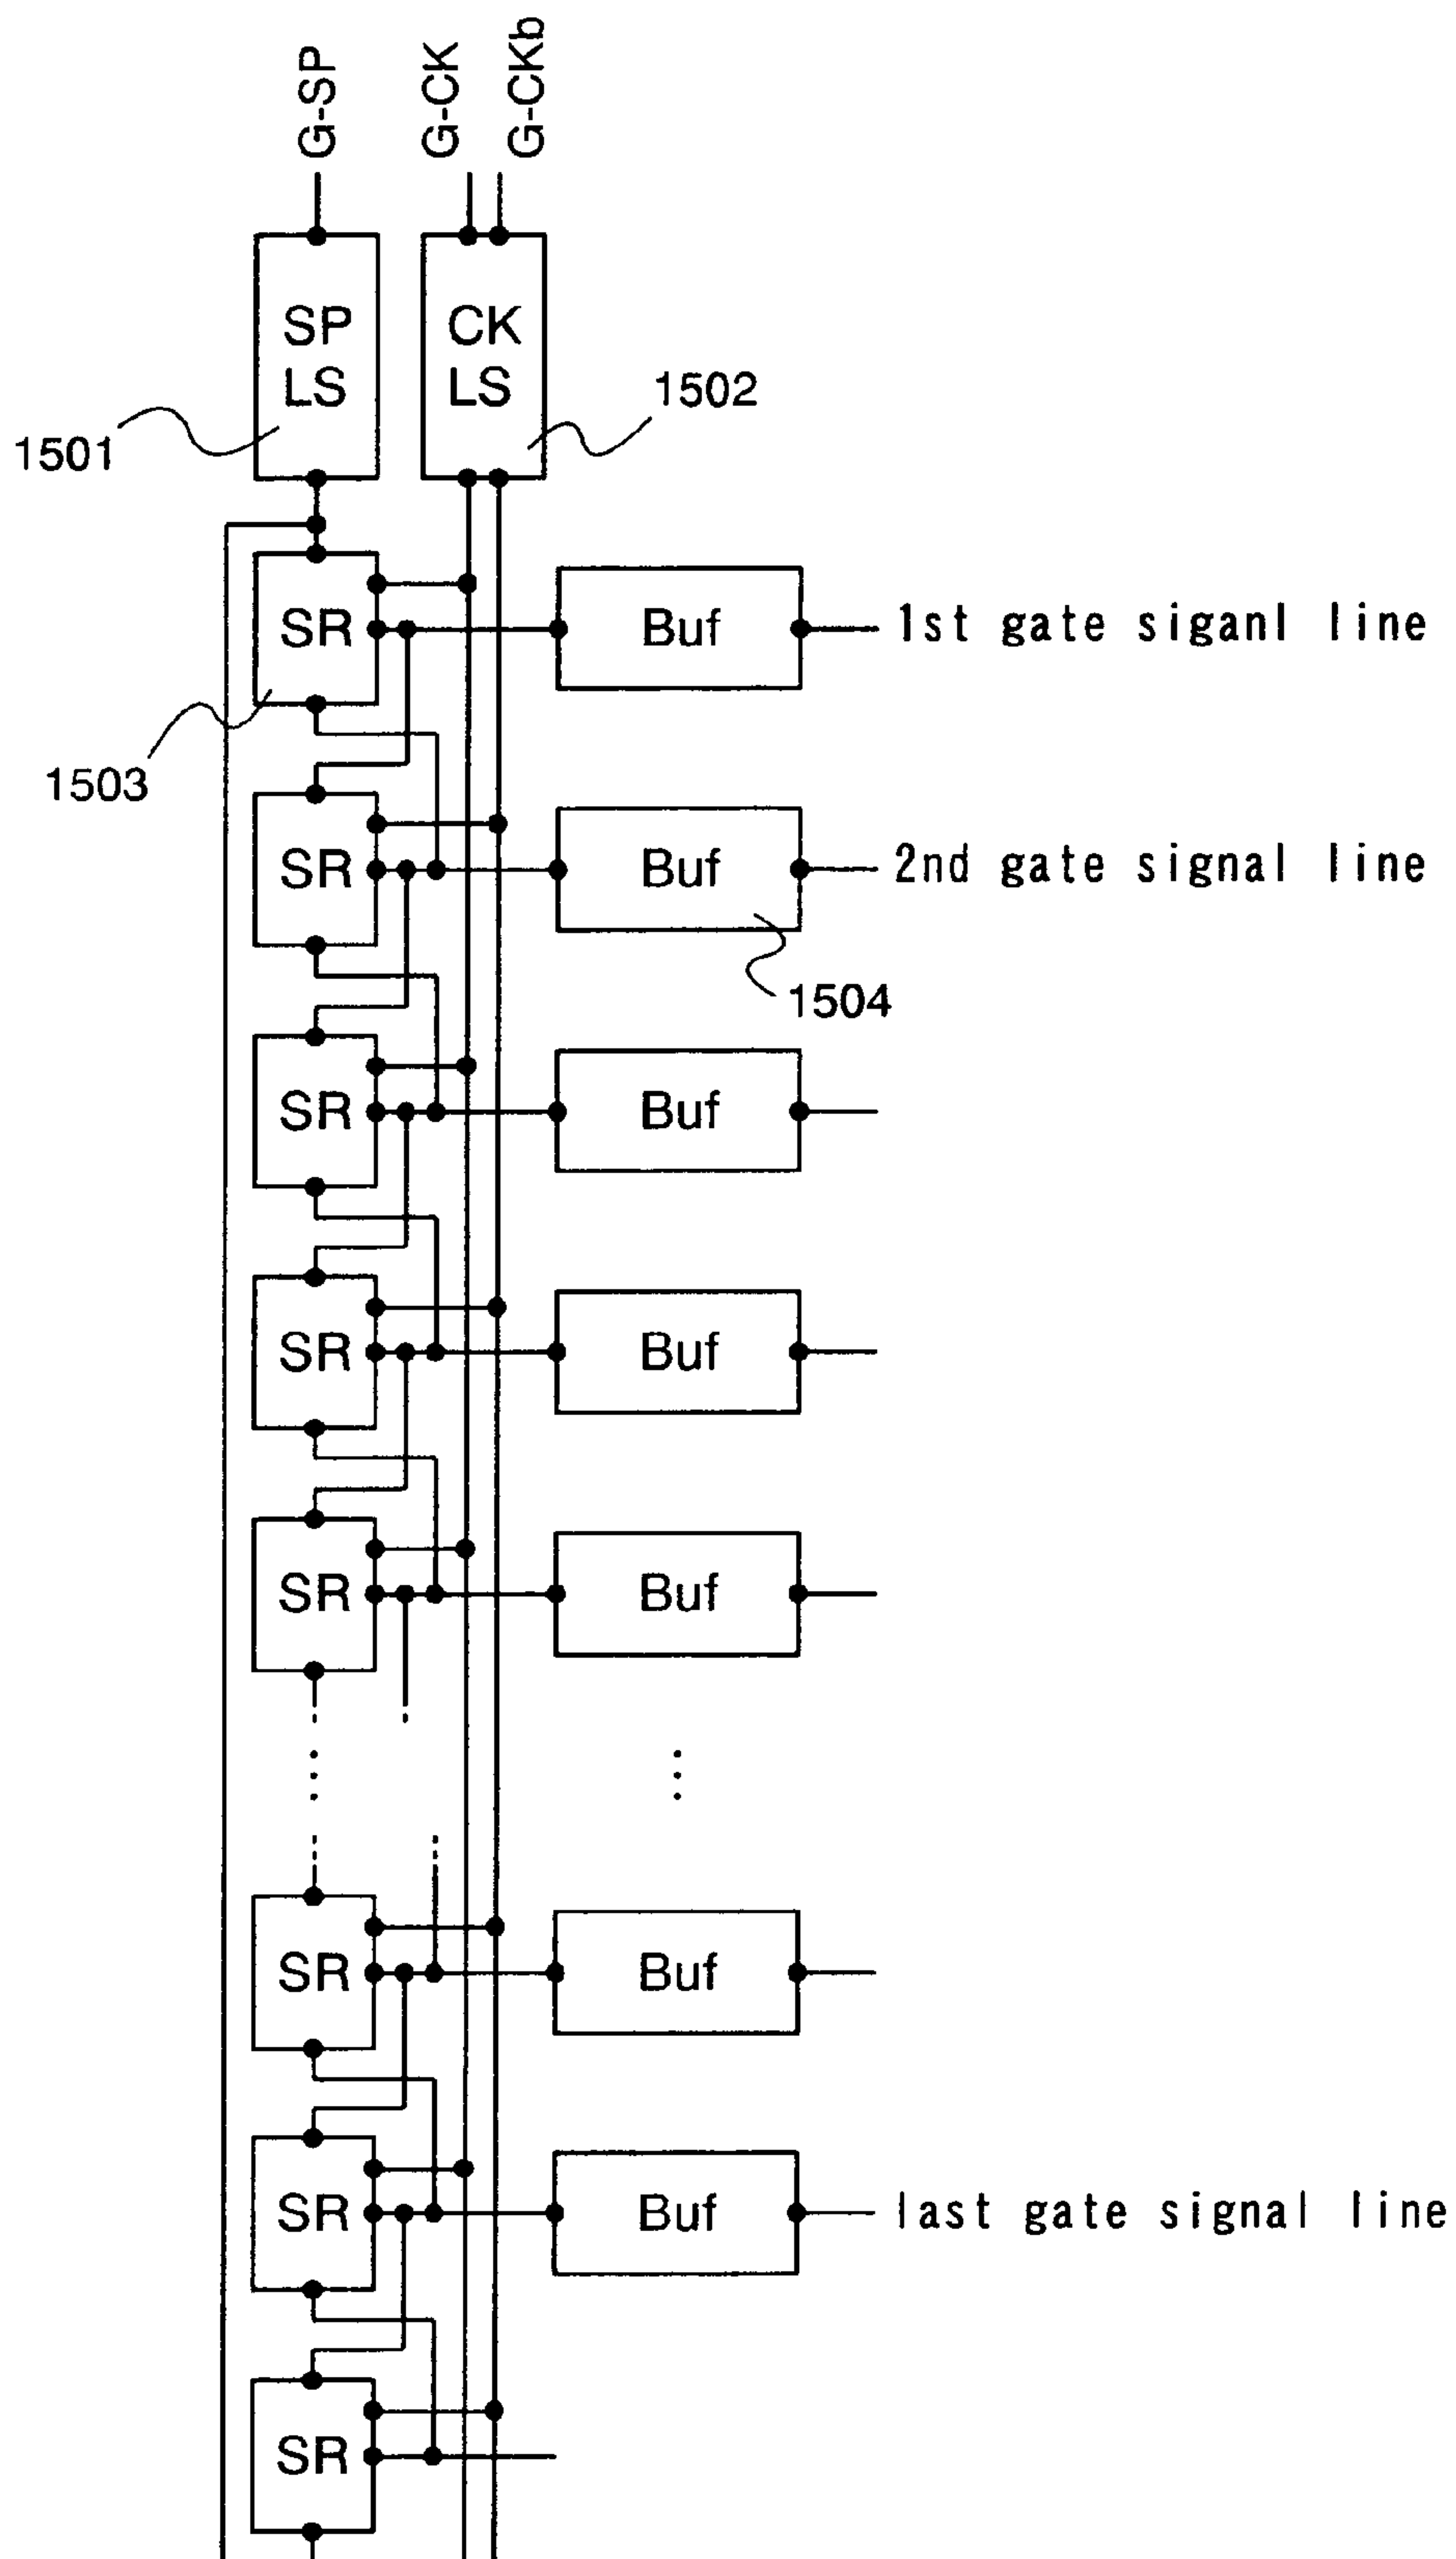 G-SP
G-CK
G-CKb
SP
LS
CK
LS
1501
1502
SR
Buf
1st gate siganl line
1503
SR
Buf
2nd gate signal line
1504
SR
Buf
SR
Buf
SR
Buf
SR
Buf
SR
Buf
last gate signal line
SR